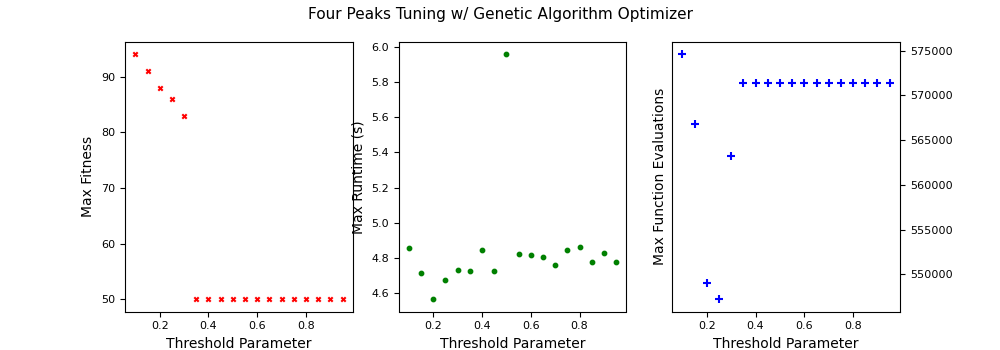 Four Peaks Tuning w/ Genetic Algorithm Optimizer
Max Fitness
90
80
70
60
50
0.2 0.4 0.6 0.8
Threshold Parameter
Max Runtime (s)
6.0
5.8
5.6
5.4
5.2
5.0
4.8
4.6
0.2 0.4 0.6 0.8
Threshold Parameter
Max Function Evaluations
575000
570000
565000
560000
555000
550000
0.2 0.4 0.6 0.8
Threshold Parameter